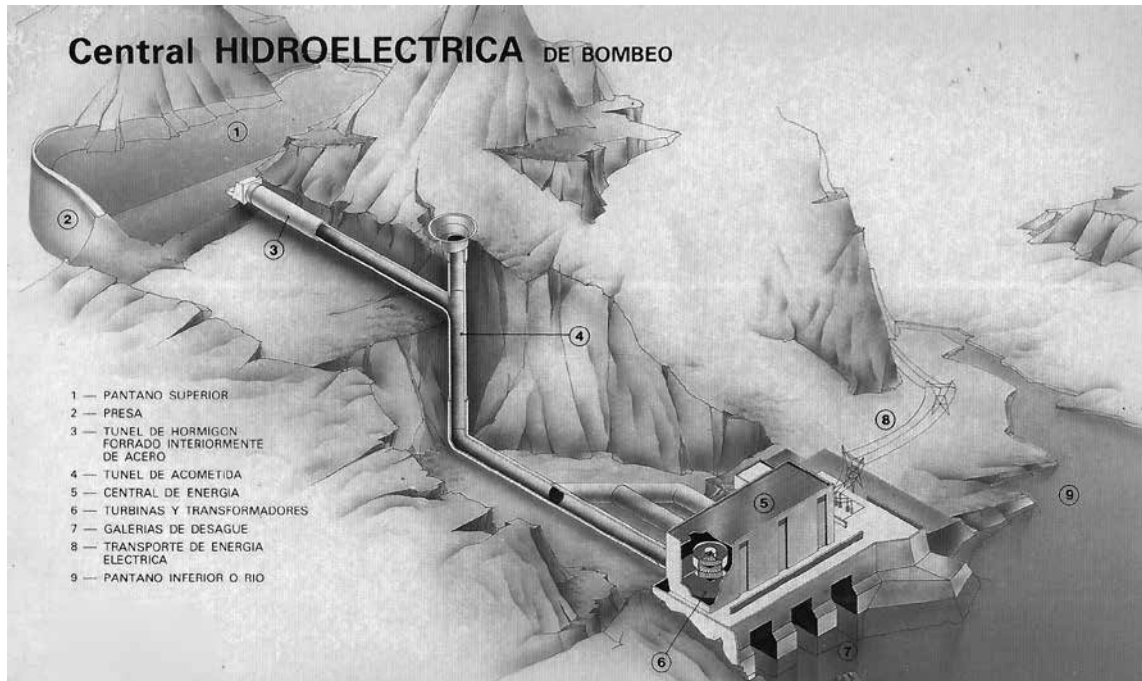 Central HIDROELECTRICA DE BOMBEO
1
2
3
4
1 — PANTANO SUPERIOR
2 — PRESA
3 — TUNEL DE HORMIGON
FORRADO INTERIORMENTE
DE ACERO
4 — TUNEL DE ACOMETIDA
5 — CENTRAL DE ENERGIA
6 — TURBINAS Y TRANSFORMADORES
7 — GALERIAS DE DESAGUE
8 — TRANSPORTE DE ENERGIA
ELECTRICA
9 — PANTANO INFERIOR O RIO
8
5
9
6
7